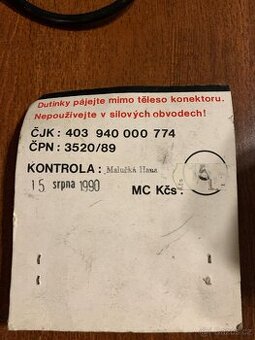 Dutinky pájejte mimo těleso konektoru.
Nepoužívejte v silových obvodech!
ČJK: 403 940 000 774
ČPN: 3520/89
KONTROLA: Malužká Hana
15. srpna 1990 MC Kčs: